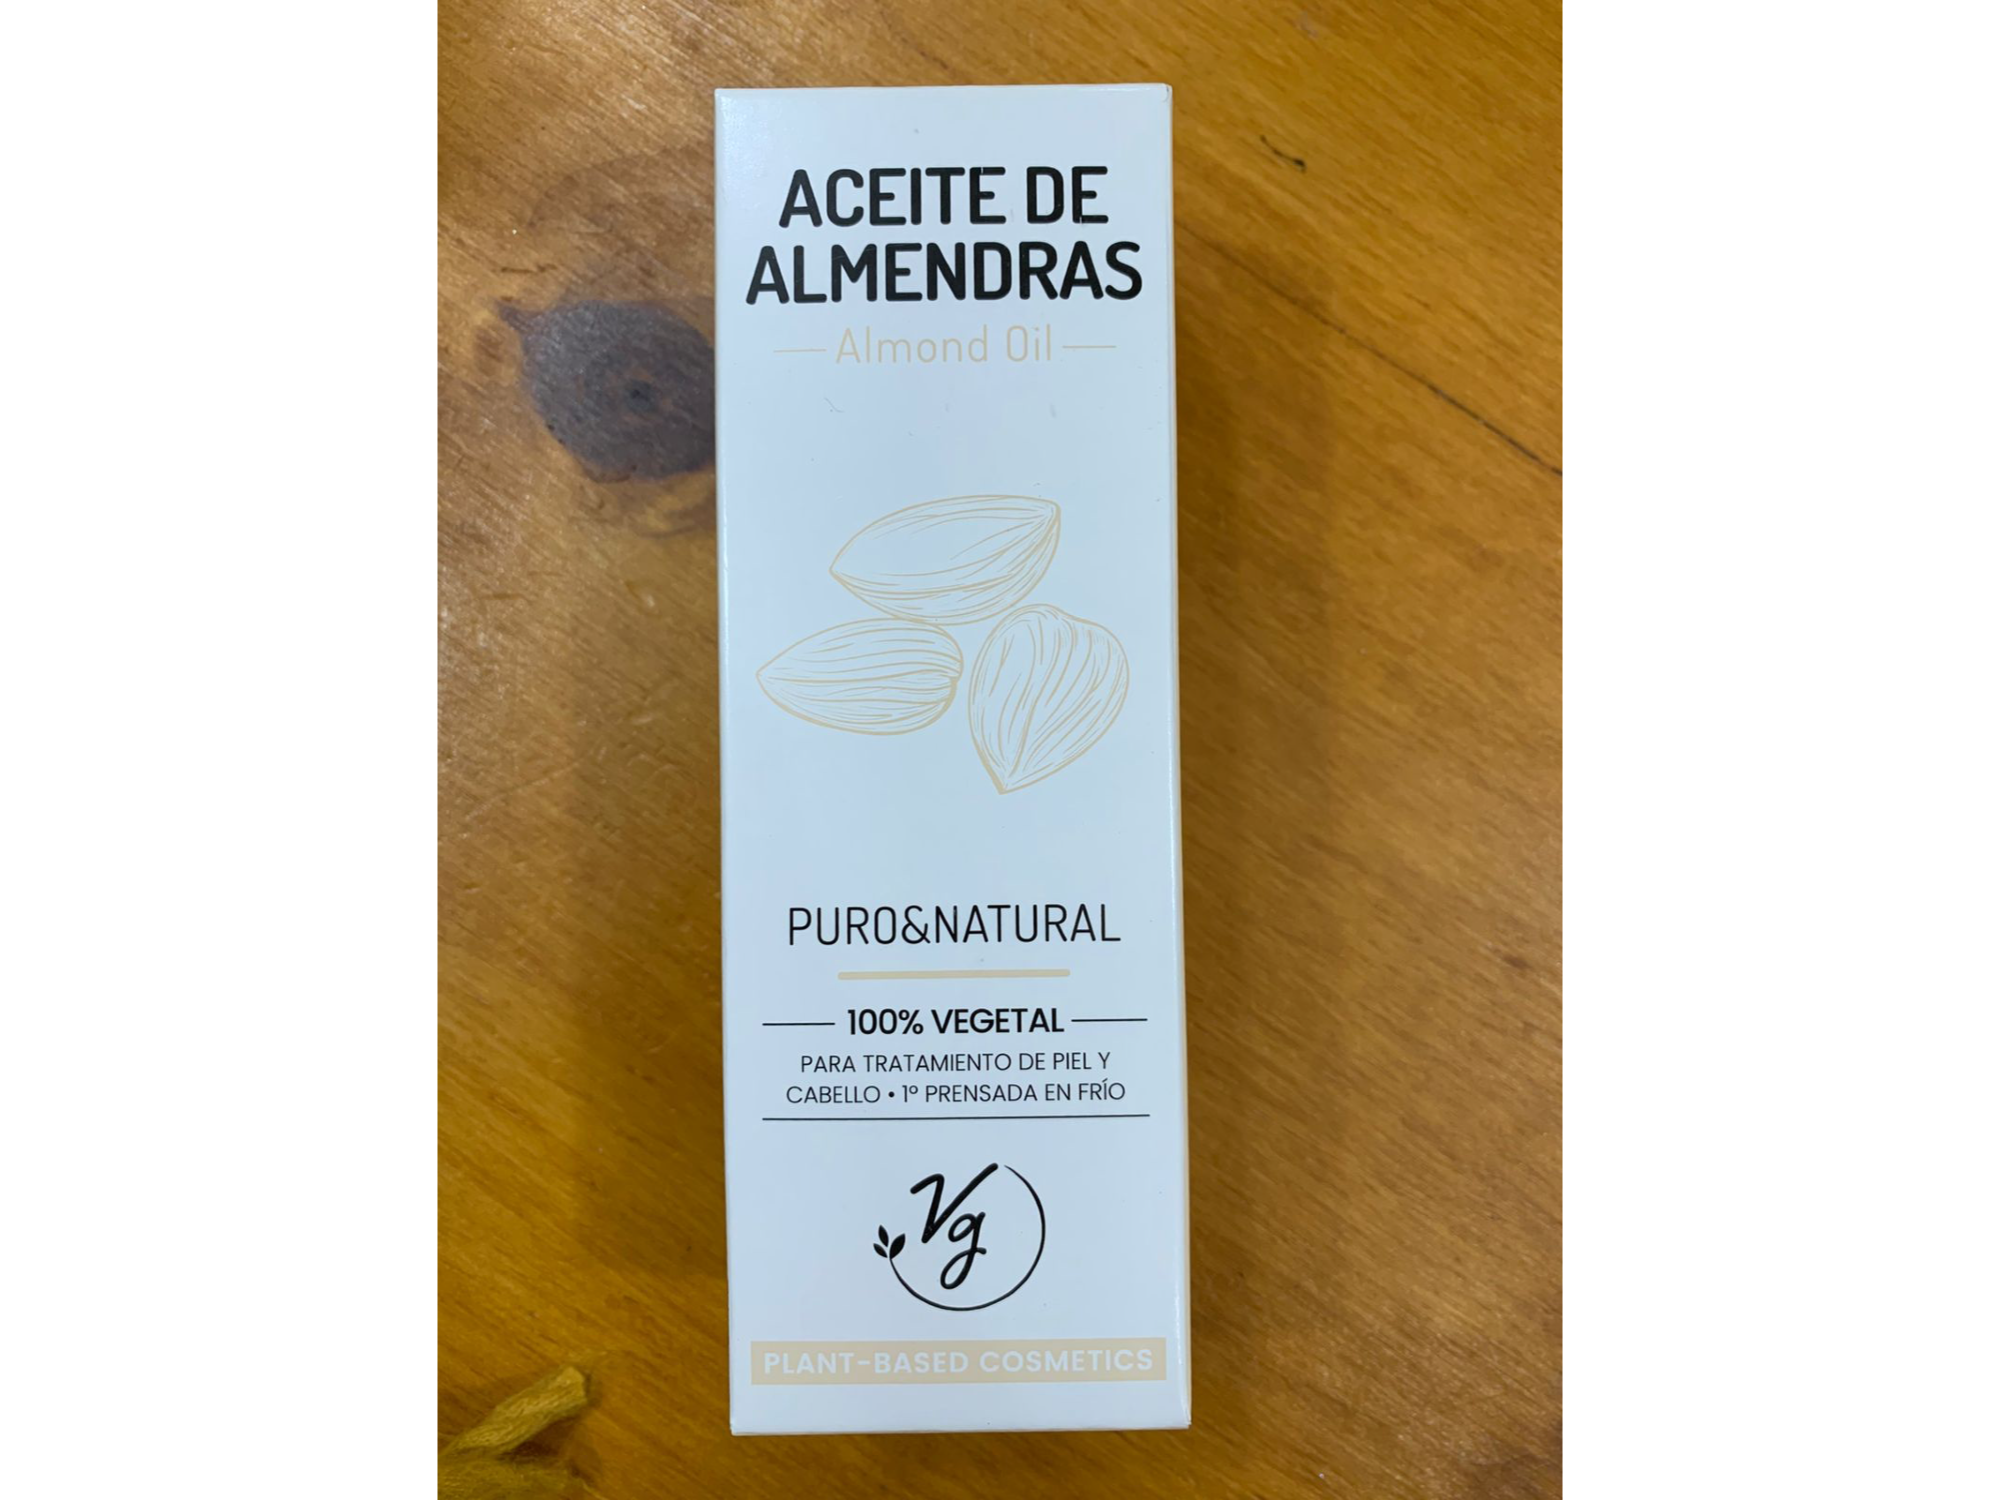 ACEITE DE
ALMENDRAS
Almond Oil
PURO&NATURAL
100% VEGETAL
PARA TRATAMIENTO DE PIEL Y
CABELLO • 1º PRENSADA EN FRÍO
Vg
PLANT-BASED COSMETICS